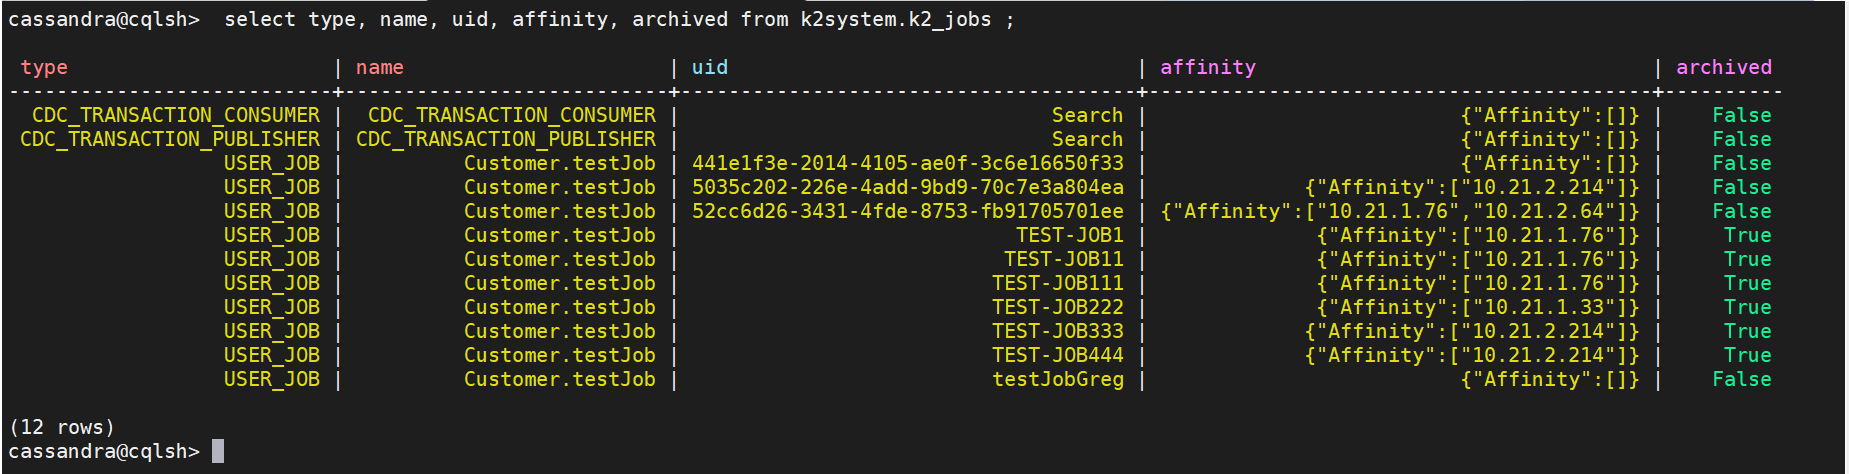 cassandra@cqlsh>  select type, name, uid, affinity, archived from k2system.k2_jobs ;
 type                      | name                      | uid                                  | affinity                                | archived
---------------------------+---------------------------+--------------------------------------+-----------------------------------------+----------
  CDC_TRANSACTION_CONSUMER |  CDC_TRANSACTION_CONSUMER |                               Search |                         {"Affinity":[]} |    False
 CDC_TRANSACTION_PUBLISHER | CDC_TRANSACTION_PUBLISHER |                               Search |                         {"Affinity":[]} |    False
                  USER_JOB |          Customer.testJob | 441e1f3e-2014-4105-ae0f-3c6e16650f33 |                         {"Affinity":[]} |    False
                  USER_JOB |          Customer.testJob | 5035c202-226e-4add-9bd9-70c7e3a804ea |            {"Affinity":["10.21.2.214"]} |    False
                  USER_JOB |          Customer.testJob | 52cc6d26-3431-4fde-8753-fb91705701ee | {"Affinity":["10.21.1.76","10.21.2.64"]} |    False
                  USER_JOB |          Customer.testJob |                            TEST-JOB1 |             {"Affinity":["10.21.1.76"]} |     True
                  USER_JOB |          Customer.testJob |                           TEST-JOB11 |             {"Affinity":["10.21.1.76"]} |     True
                  USER_JOB |          Customer.testJob |                          TEST-JOB111 |             {"Affinity":["10.21.1.76"]} |     True
                  USER_JOB |          Customer.testJob |                          TEST-JOB222 |             {"Affinity":["10.21.1.33"]} |     True
                  USER_JOB |          Customer.testJob |                          TEST-JOB333 |            {"Affinity":["10.21.2.214"]} |     True
                  USER_JOB |          Customer.testJob |                          TEST-JOB444 |            {"Affinity":["10.21.2.214"]} |     True
                  USER_JOB |          Customer.testJob |                          testJobGreg |                         {"Affinity":[]} |    False
(12 rows)
cassandra@cqlsh>